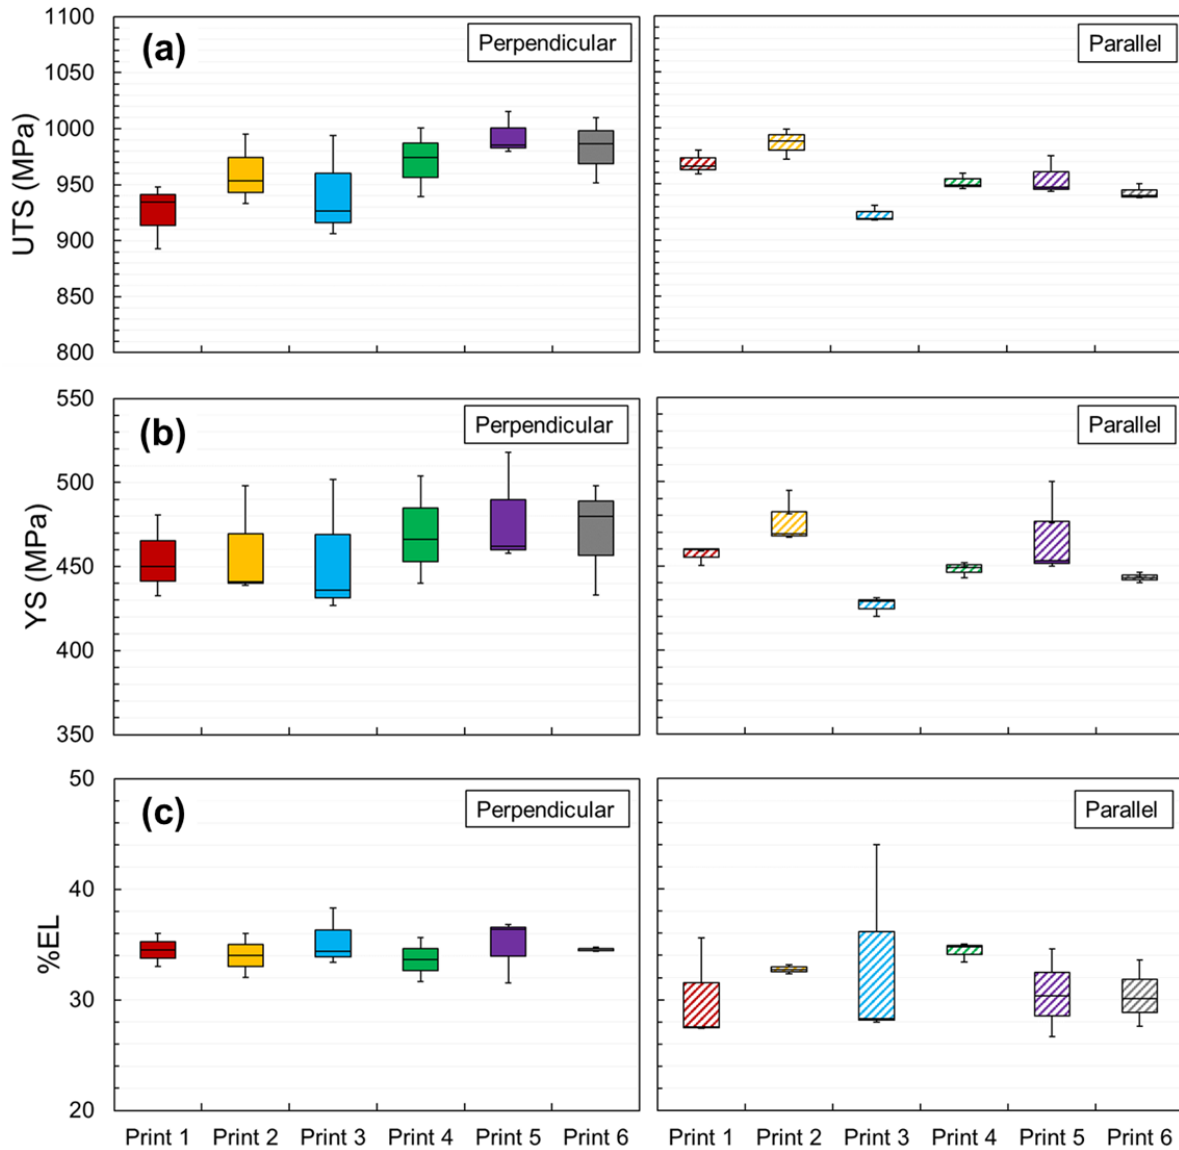 (a)
Perpendicular
Parallel
UTS (MPa)
1100
1050
1000
950
900
850
800
(b)
Perpendicular
Parallel
YS (MPa)
550
500
450
400
350
(c)
Perpendicular
Parallel
%EL
50
40
30
20
Print 1 Print 2 Print 3 Print 4 Print 5 Print 6 Print 1 Print 2 Print 3 Print 4 Print 5 Print 6